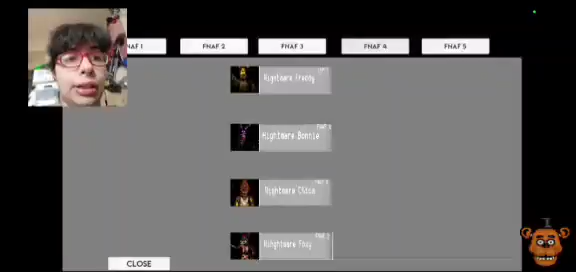 FNAF 1
FNAF 2
FNAF 3
FNAF 4
FNAF 5
Nightmare Freddy
Nightmare Bonnie
Nightmare Chica
Nightmare Foxy
CLOSE